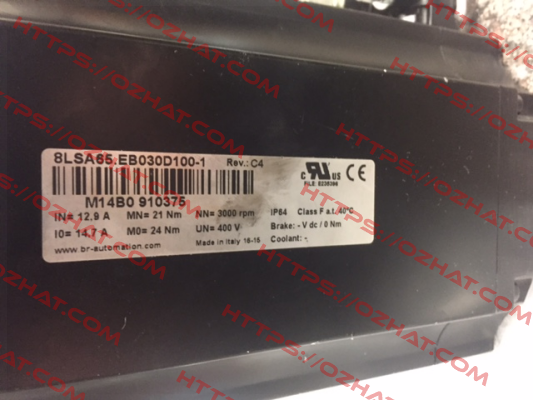 8LSA65.EB030D100-1 Rev.: C4
M14B0 910375
IN= 12,9 A MN= 21 Nm NN= 3000 rpm IP64 Class F a.t. 40°C
I0= 14.7 A M0= 24 Nm UN= 400 V Brake: - V dc / 0 Nm
www.br-automation.com Made in Italy 16-15 Coolant: -
C US
HTTPS://OZHAT.COM